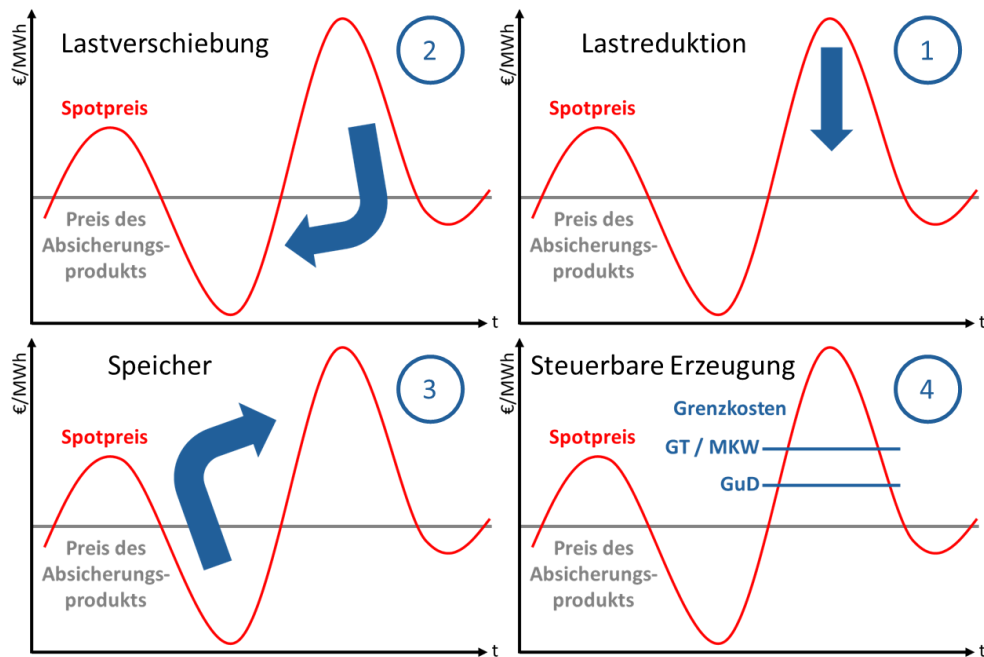 €/MWh
Lastverschiebung
2
Spotpreis
Preis des
Absicherungs-
produkts
t
€/MWh
Lastreduktion
1
Spotpreis
Preis des
Absicherungs-
produkts
t
€/MWh
Speicher
3
Spotpreis
Preis des
Absicherungs-
produkts
t
€/MWh
Steuerbare Erzeugung
4
Grenzkosten
Spotpreis
GT / MKW
GuD
Preis des
Absicherungs-
produkts
t